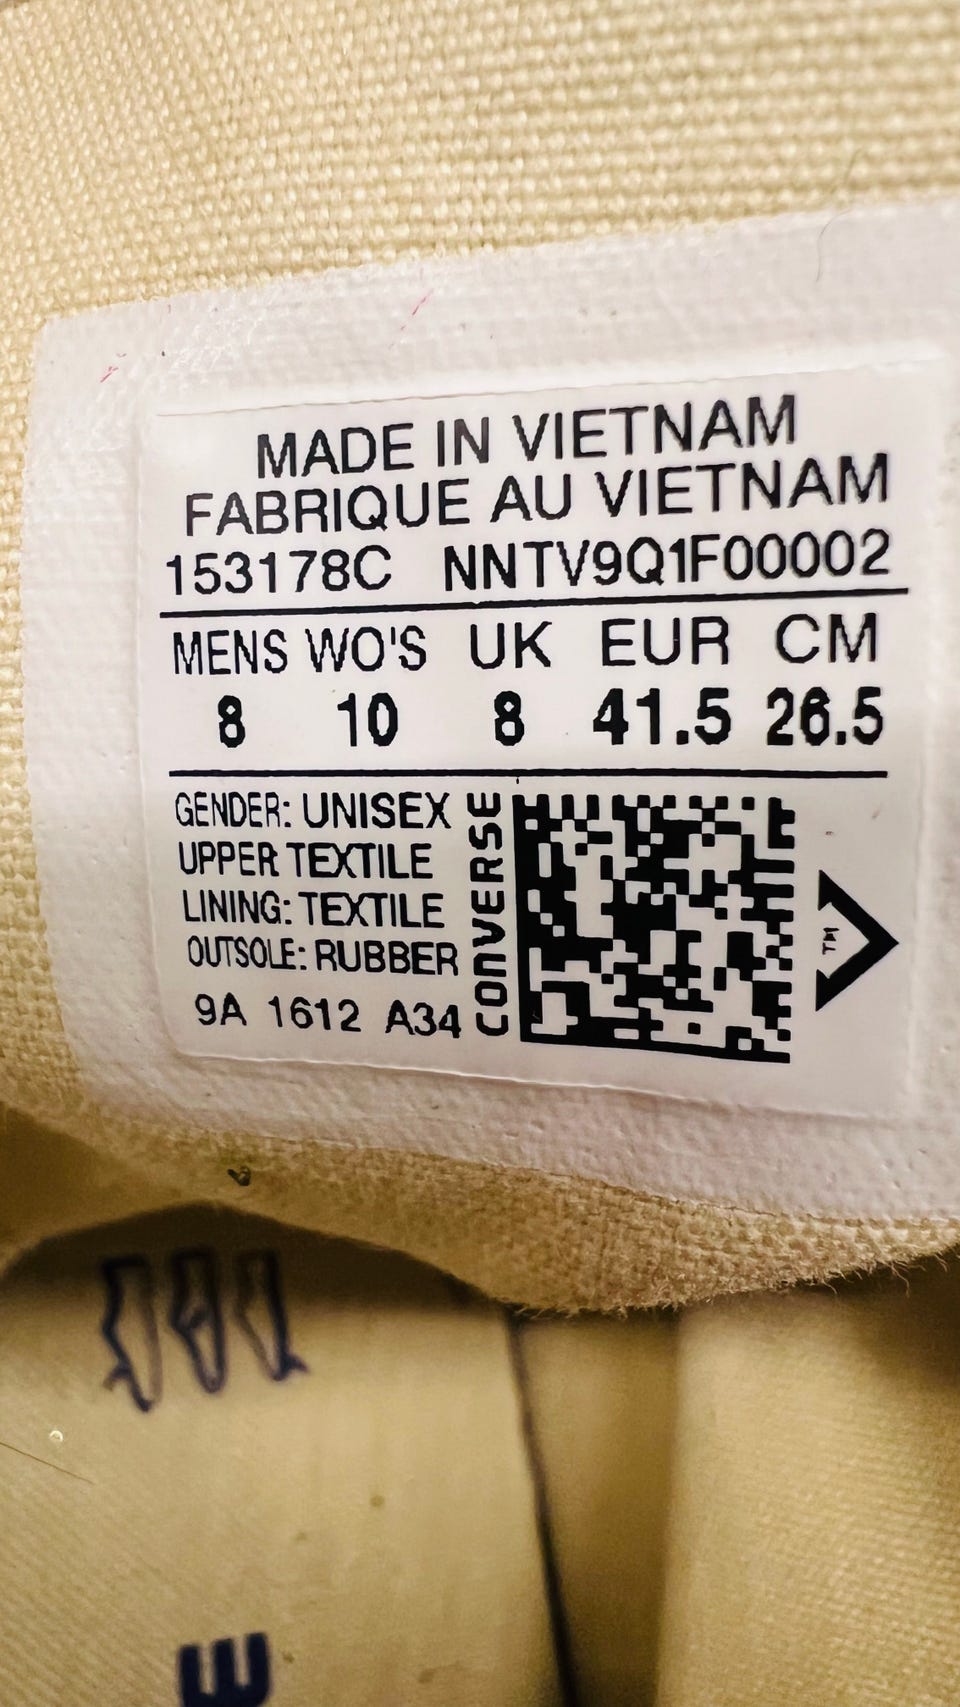 MADE IN VIETNAM
FABRIQUE AU VIETNAM
153178C NNTV9Q1F00002
MENS WO'S UK EUR CM
8 10 8 41.5 26.5
GENDER: UNISEX
UPPER TEXTILE
LINING: TEXTILE
OUTSOLE: RUBBER
9A 1612 A34
CONVERSE
TM